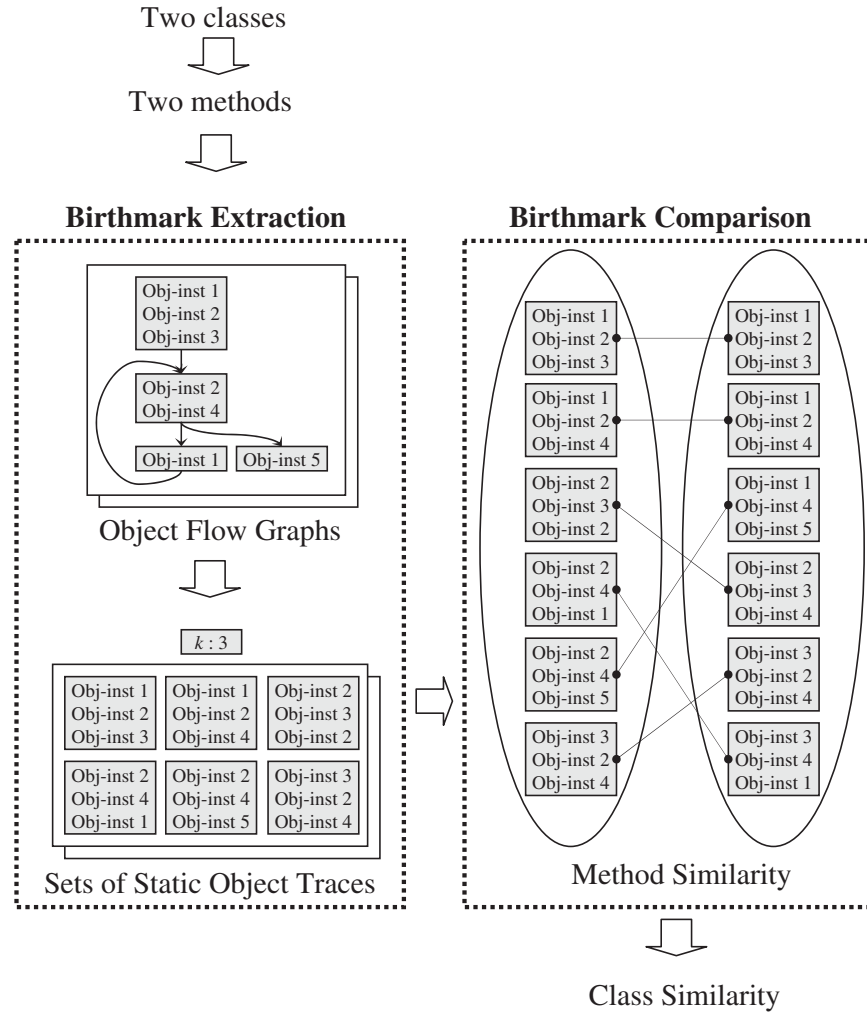 Two classes
Two methods
Birthmark Extraction
Obj-inst 1
Obj-inst 2
Obj-inst 3
Obj-inst 2
Obj-inst 4
Obj-inst 1
Obj-inst 5
Object Flow Graphs
k : 3
Obj-inst 1
Obj-inst 2
Obj-inst 3
Obj-inst 1
Obj-inst 2
Obj-inst 4
Obj-inst 2
Obj-inst 3
Obj-inst 2
Obj-inst 2
Obj-inst 4
Obj-inst 1
Obj-inst 2
Obj-inst 4
Obj-inst 5
Obj-inst 3
Obj-inst 2
Obj-inst 4
Sets of Static Object Traces
Birthmark Comparison
Obj-inst 1
Obj-inst 2
Obj-inst 3
Obj-inst 1
Obj-inst 2
Obj-inst 4
Obj-inst 2
Obj-inst 3
Obj-inst 2
Obj-inst 2
Obj-inst 4
Obj-inst 1
Obj-inst 2
Obj-inst 4
Obj-inst 5
Obj-inst 3
Obj-inst 2
Obj-inst 4
Obj-inst 1
Obj-inst 2
Obj-inst 3
Obj-inst 1
Obj-inst 2
Obj-inst 4
Obj-inst 1
Obj-inst 4
Obj-inst 5
Obj-inst 2
Obj-inst 3
Obj-inst 4
Obj-inst 3
Obj-inst 2
Obj-inst 4
Obj-inst 3
Obj-inst 4
Obj-inst 1
Method Similarity
Class Similarity